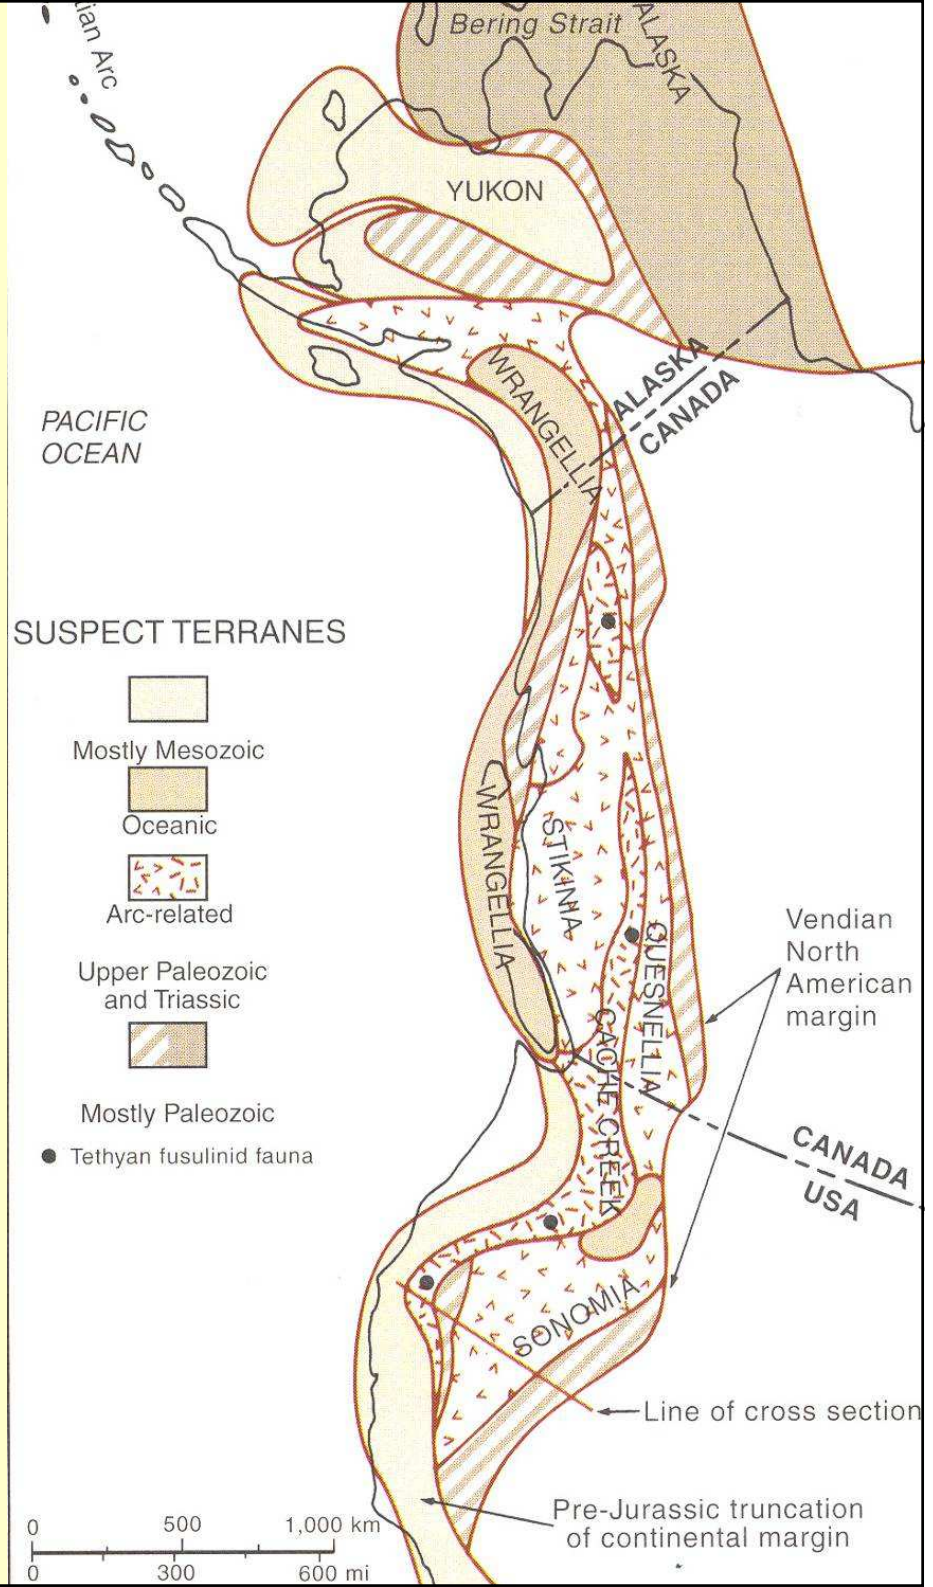 Bering Strait
ALASKA
Arc
YUKON
WRANGELLIA
ALASKA
CANADA
PACIFIC
OCEAN
SUSPECT TERRANES
Mostly Mesozoic
Oceanic
Arc-related
Upper Paleozoic
and Triassic
Mostly Paleozoic
Tethyan fusulinid fauna
WRANGELLIA
STIKINIA
QUESNELLIA
CACHE CREEK
Vendian
North
American
margin
CANADA
USA
SONOMIA
Line of cross section
Pre-Jurassic truncation
of continental margin
0 500 1,000 km
0 300 600 mi